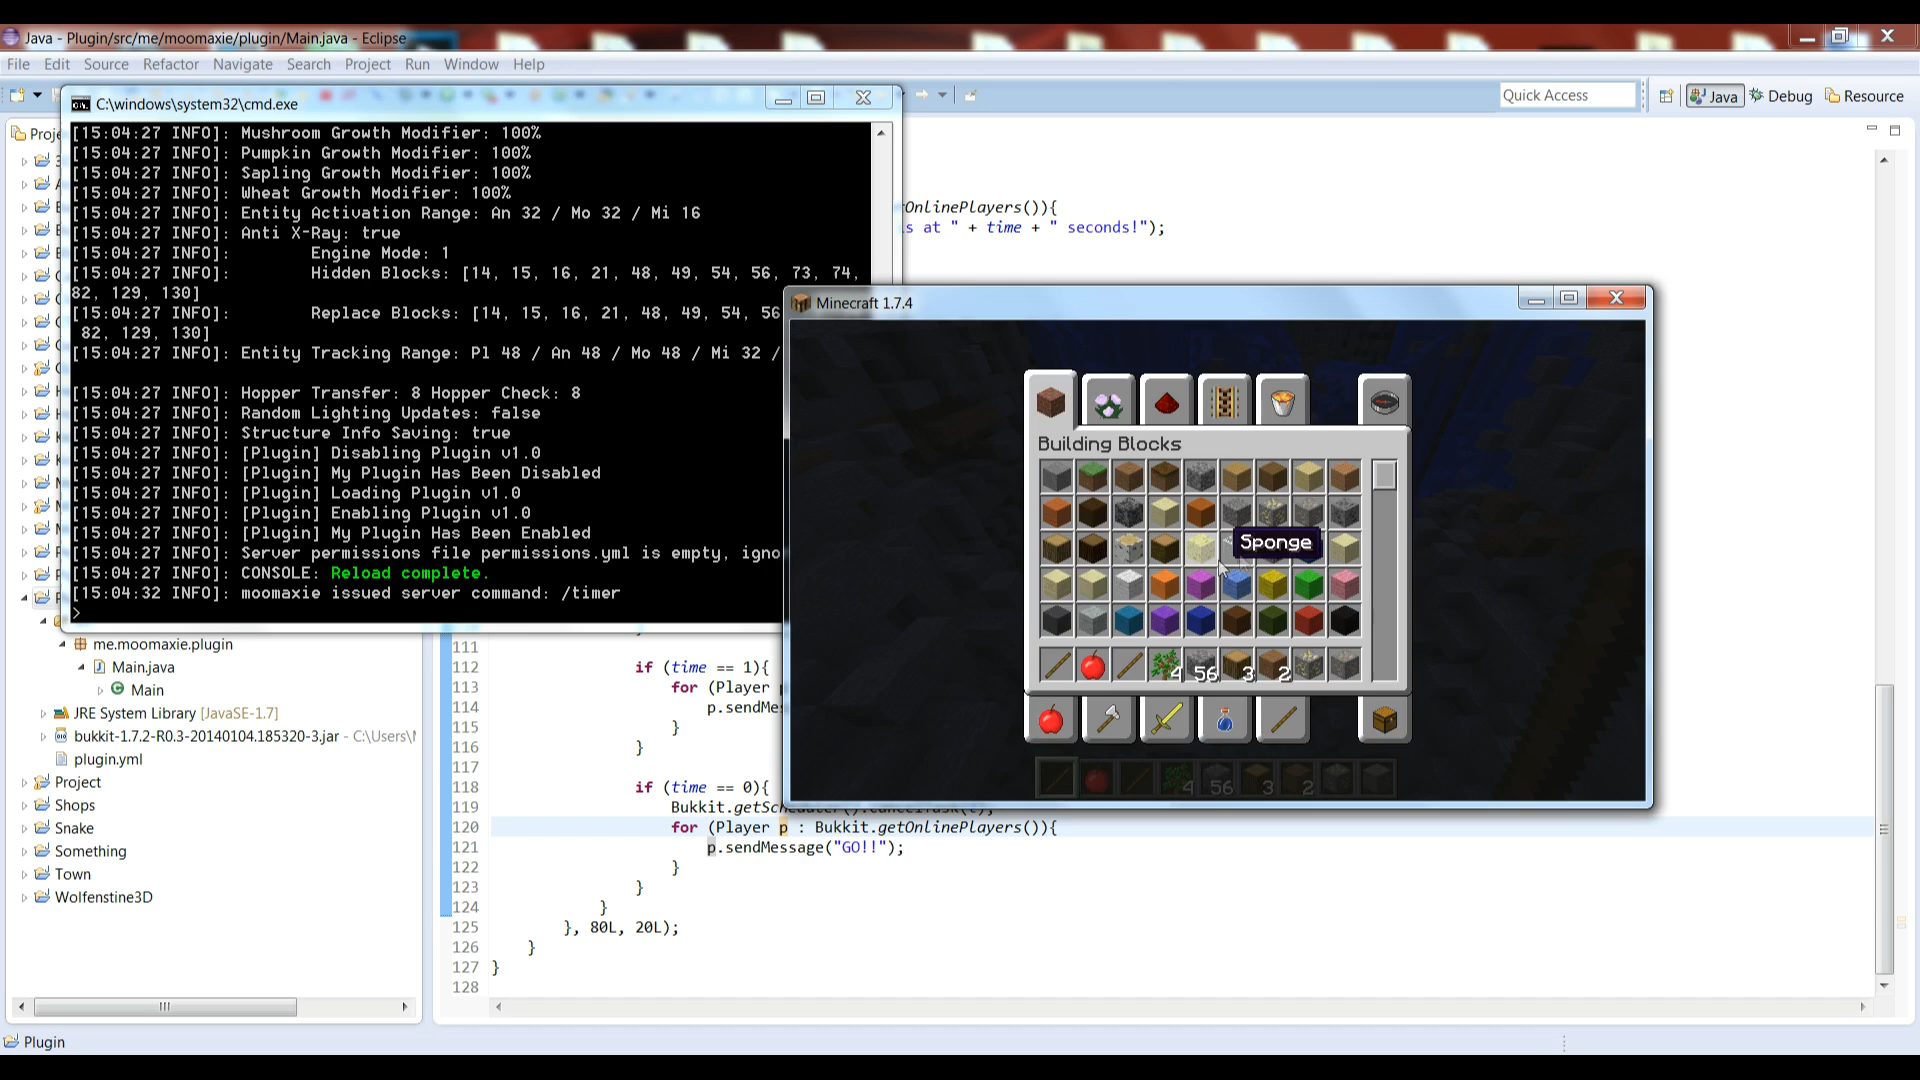 Java - Plugin/src/me/moomaxie/plugin/Main.java - Eclipse
File Edit Source Refactor Navigate Search Project Run Window Help
C:\windows\system32\cmd.exe
Quick Access
Java Debug Resource
[15:04:27 INFO]: Mushroom Growth Modifier: 100%
[15:04:27 INFO]: Pumpkin Growth Modifier: 100%
[15:04:27 INFO]: Sapling Growth Modifier: 100%
[15:04:27 INFO]: Wheat Growth Modifier: 100%
[15:04:27 INFO]: Entity Activation Range: An 32 / Mo 32 / Mi 16
[15:04:27 INFO]: Anti X-Ray: true
[15:04:27 INFO]: Engine Mode: 1
[15:04:27 INFO]: Hidden Blocks: [14, 15, 16, 21, 48, 49, 54, 56, 73, 74,
82, 129, 130]
[15:04:27 INFO]: Replace Blocks: [14, 15, 16, 21, 48, 49, 54, 56
82, 129, 130]
[15:04:27 INFO]: Entity Tracking Range: Pl 48 / An 48 / Mo 48 / Mi 32 /
[15:04:27 INFO]: Hopper Transfer: 8 Hopper Check: 8
[15:04:27 INFO]: Random Lighting Updates: false
[15:04:27 INFO]: Structure Info Saving: true
[15:04:27 INFO]: [Plugin] Disabling Plugin v1.0
[15:04:27 INFO]: [Plugin] My Plugin Has Been Disabled
[15:04:27 INFO]: [Plugin] Loading Plugin v1.0
[15:04:27 INFO]: [Plugin] Enabling Plugin v1.0
[15:04:27 INFO]: [Plugin] My Plugin Has Been Enabled
[15:04:27 INFO]: Server permissions file permissions.yml is empty, igno
[15:04:27 INFO]: CONSOLE: Reload complete.
[15:04:32 INFO]: moomaxie issued server command: /timer
>
OnlinePlayers()){
s at " + time + " seconds!");
Minecraft 1.7.4
Building Blocks
Sponge
4 56 3 2
4 56 3 2
me.moomaxie.plugin
Main.java
Main
JRE System Library [JavaSE-1.7]
bukkit-1.7.2-R0.3-20140104.185320-3.jar - C:\Users\
plugin.yml
Project
Shops
Snake
Something
Town
Wolfenstine3D
111
112 if (time == 1){
113 for (Player
114 p.sendMes
115 }
116 }
117
118 if (time == 0){
119 Bukkit.getScheduler().cancelTask(t);
120 for (Player p : Bukkit.getOnlinePlayers()){
121 p.sendMessage("GO!!");
122 }
123 }
124 }
125 }, 80L, 20L);
126 }
127 }
128
Plugin